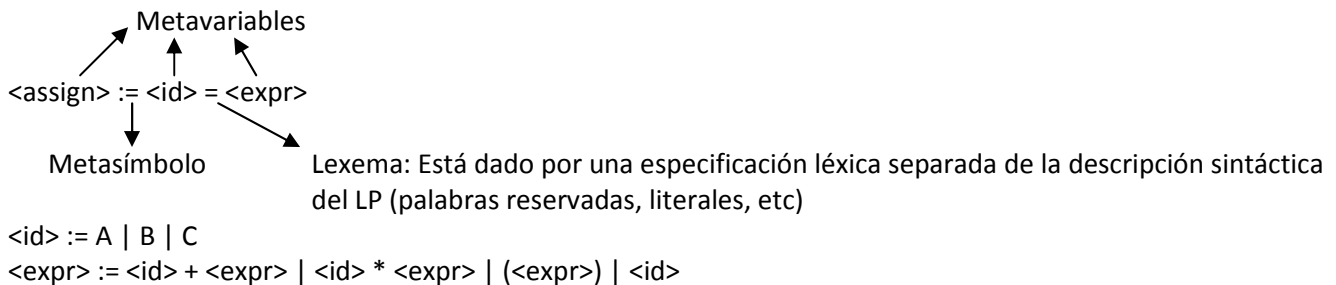 Metavariables
<assign> := <id> = <expr>
Metasímbolo
Lexema: Está dado por una especificación léxica separada de la descripción sintáctica
del LP (palabras reservadas, literales, etc)
<id> := A | B | C
<expr> := <id> + <expr> | <id> * <expr> | (<expr>) | <id>